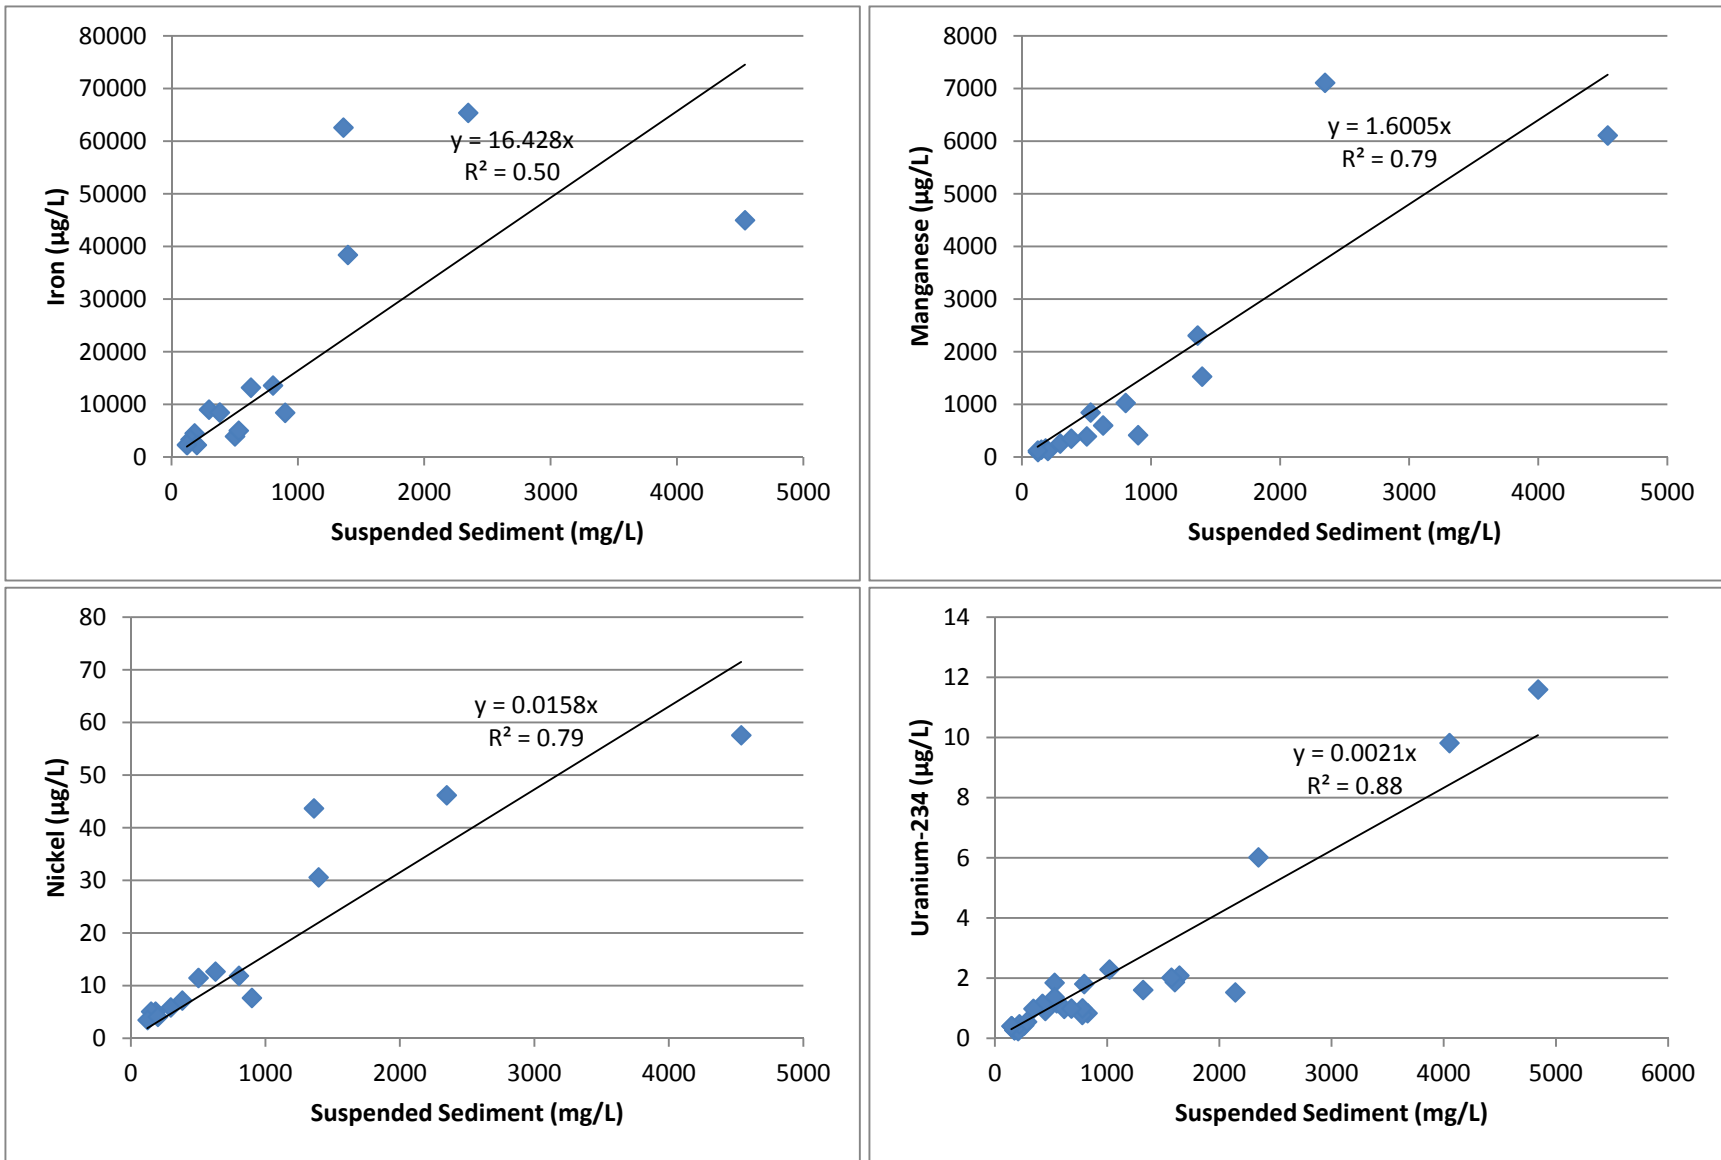 80000
70000
60000
50000
40000
30000
20000
10000
0
Iron (µg/L)
y = 16.428x
R² = 0.50
0 1000 2000 3000 4000 5000
Suspended Sediment (mg/L)
8000
7000
6000
5000
4000
3000
2000
1000
0
Manganese (µg/L)
y = 1.6005x
R² = 0.79
0 1000 2000 3000 4000 5000
Suspended Sediment (mg/L)
80
70
60
50
40
30
20
10
0
Nickel (µg/L)
y = 0.0158x
R² = 0.79
0 1000 2000 3000 4000 5000
Suspended Sediment (mg/L)
14
12
10
8
6
4
2
0
Uranium-234 (µg/L)
y = 0.0021x
R² = 0.88
0 1000 2000 3000 4000 5000 6000
Suspended Sediment (mg/L)